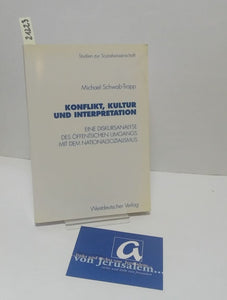 21223
Studien zur Sozialwissenschaft
Michael Schwab-Trapp
KONFLIKT, KULTUR
UND INTERPRETATION
EINE DISKURSANALYSE
DES ÖFFENTLICHEN UMGANGS
MIT DEM NATIONALSOZIALISMUS
Westdeutscher Verlag
a
von Jerusalem...